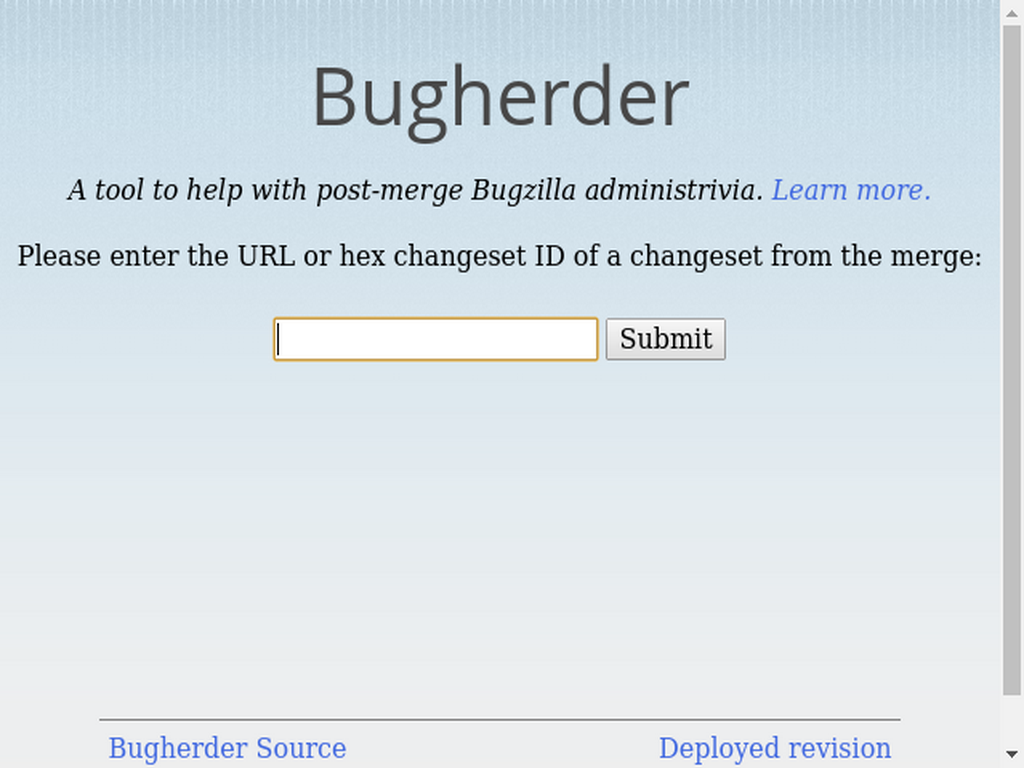 Bugherder
A tool to help with post-merge Bugzilla administrivia. Learn more.
Please enter the URL or hex changeset ID of a changeset from the merge:
Submit
Bugherder Source Deployed revision